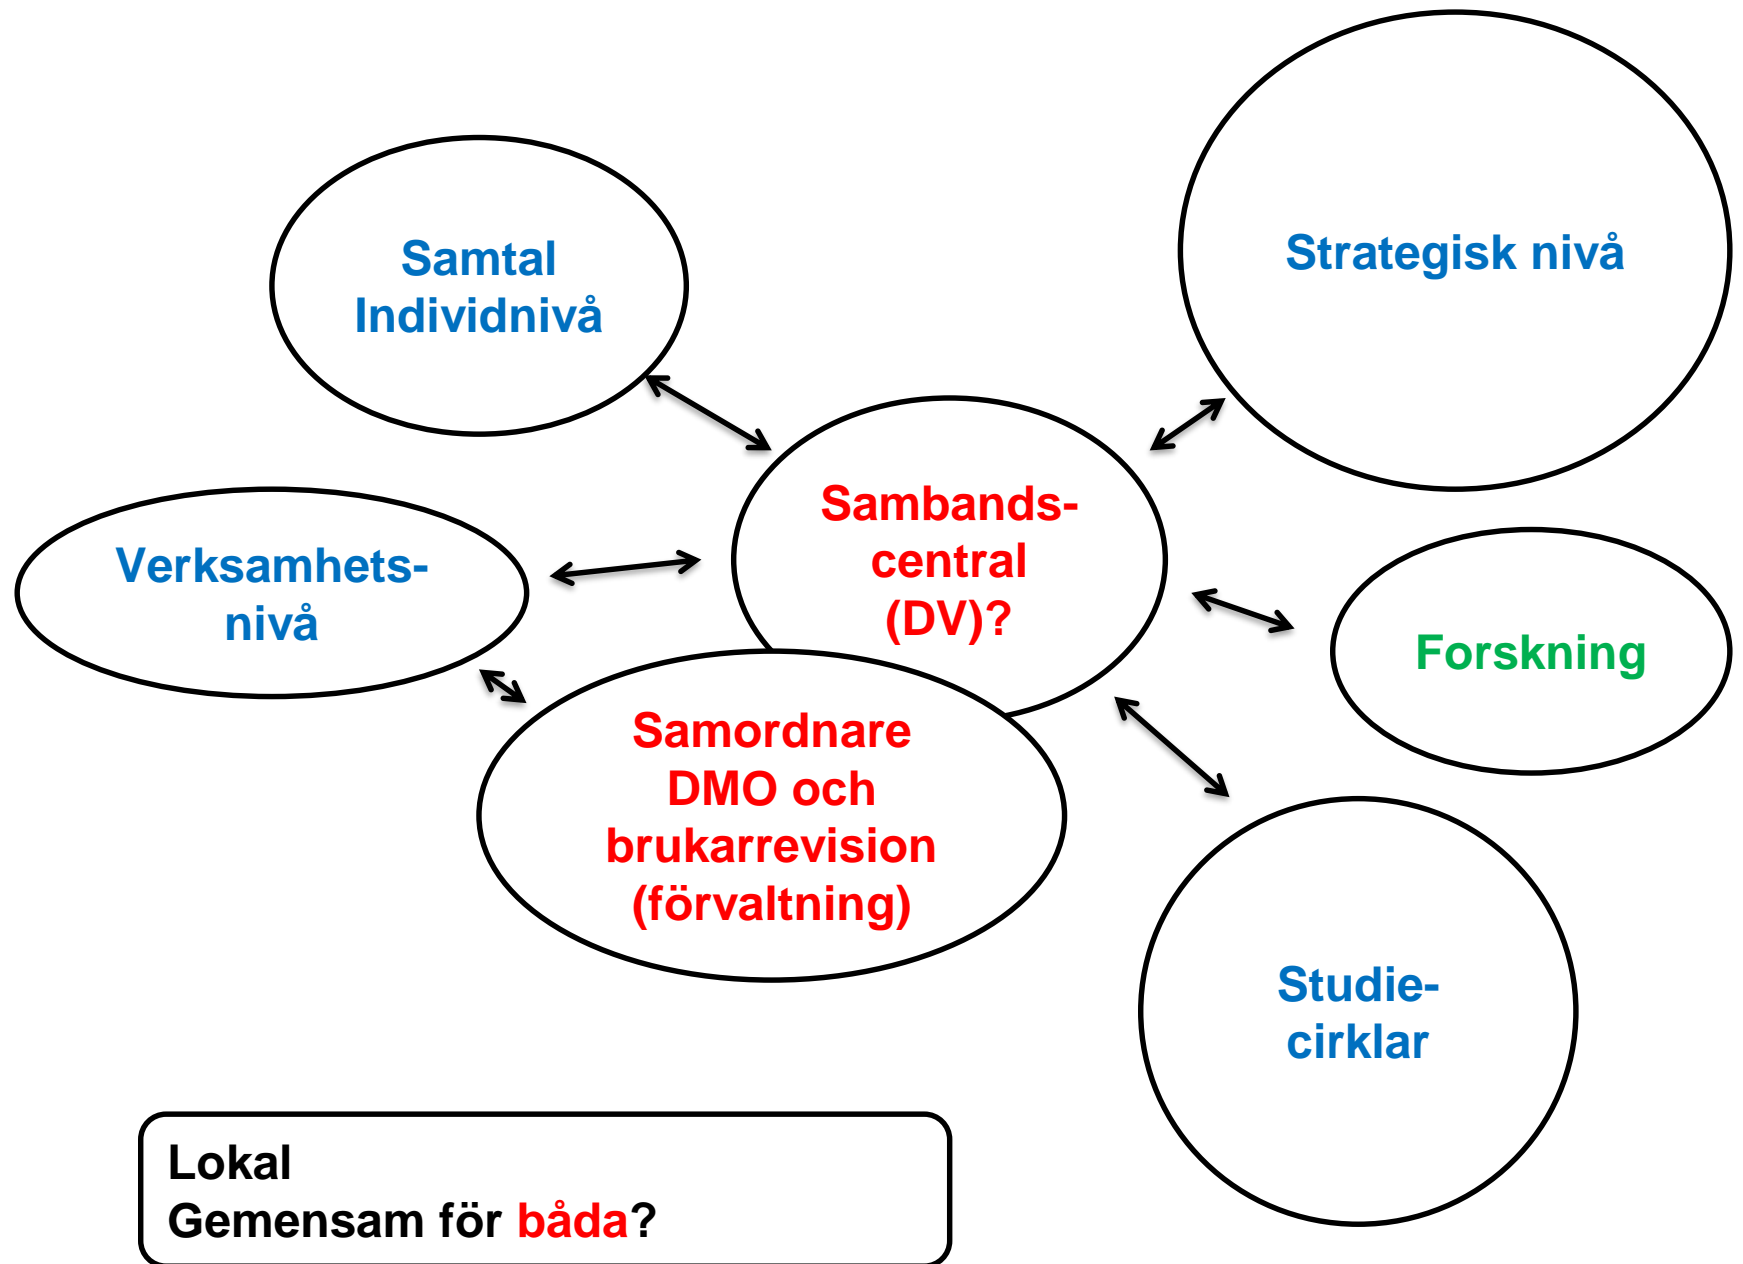 Samtal
Individnivå
Strategisk nivå
Sambands-
central
(DV)?
Verksamhets-
nivå
Forskning
Samordnare
DMO och
brukarrevision
(förvaltning)
Studie-
cirklar
Lokal
Gemensam för båda?